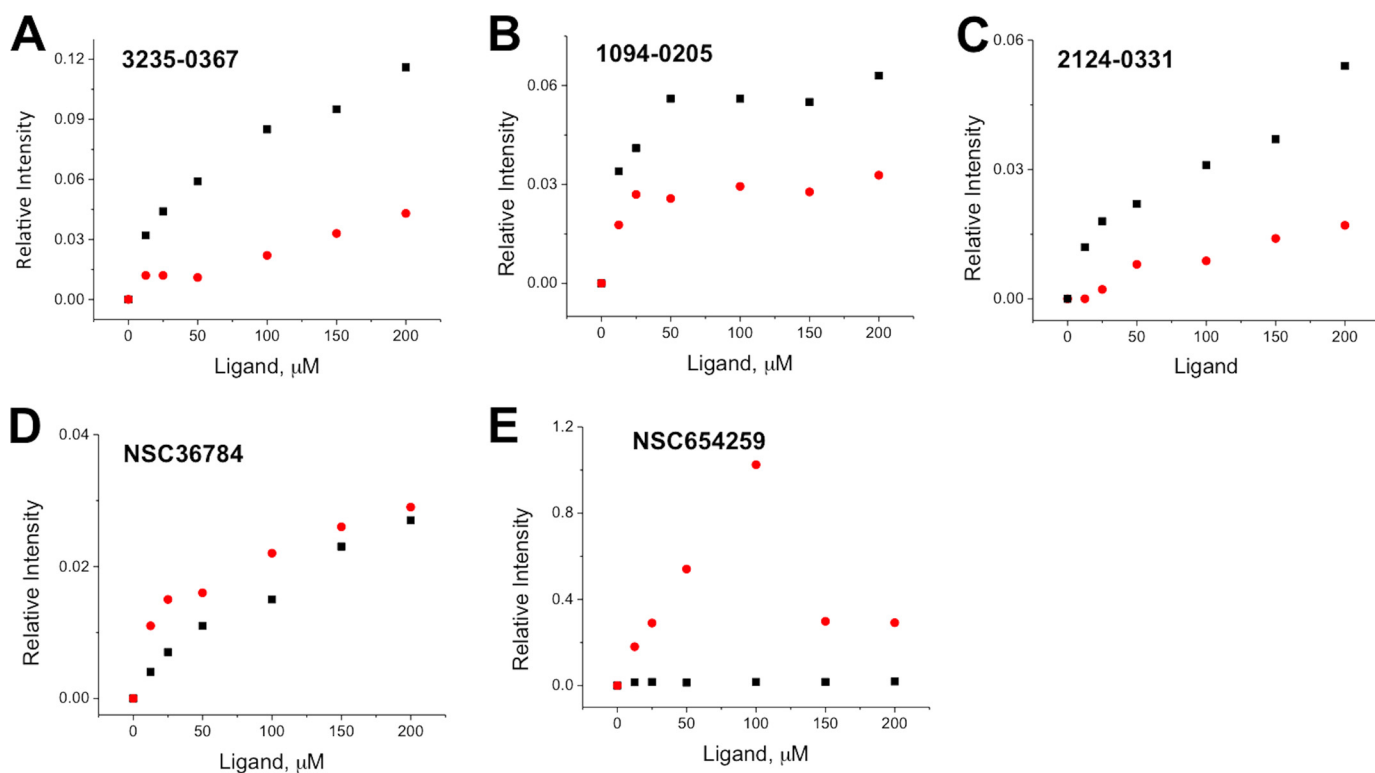 A
3235-0367
0.12
0.09
0.06
0.03
0.00
Relative Intensity
0 50 100 150 200
Ligand, μM
B
1094-0205
0.06
0.03
0.00
Relative Intensity
0 50 100 150 200
Ligand, μM
C
2124-0331
0.06
0.03
0.00
Relative Intensity
0 50 100 150 200
Ligand
D
NSC36784
0.04
0.02
0.00
Relative Intensity
0 50 100 150 200
Ligand, μM
E
NSC654259
1.2
0.8
0.4
0.0
Relative Intensity
0 50 100 150 200
Ligand, μM